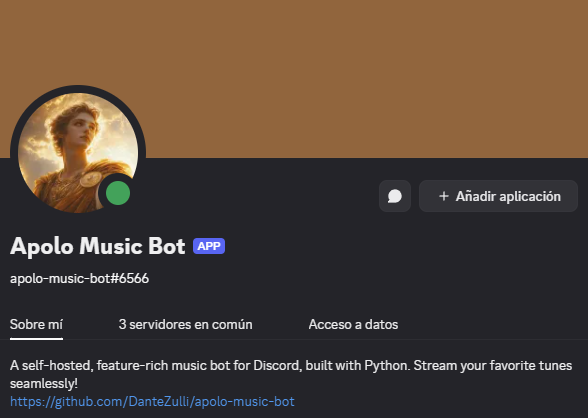 + Añadir aplicación
Apolo Music Bot APP
apolo-music-bot#6566
Sobre mí 3 servidores en común Acceso a datos
A self-hosted, feature-rich music bot for Discord, built with Python. Stream your favorite tunes
seamlessly!
https://github.com/DanteZulli/apolo-music-bot